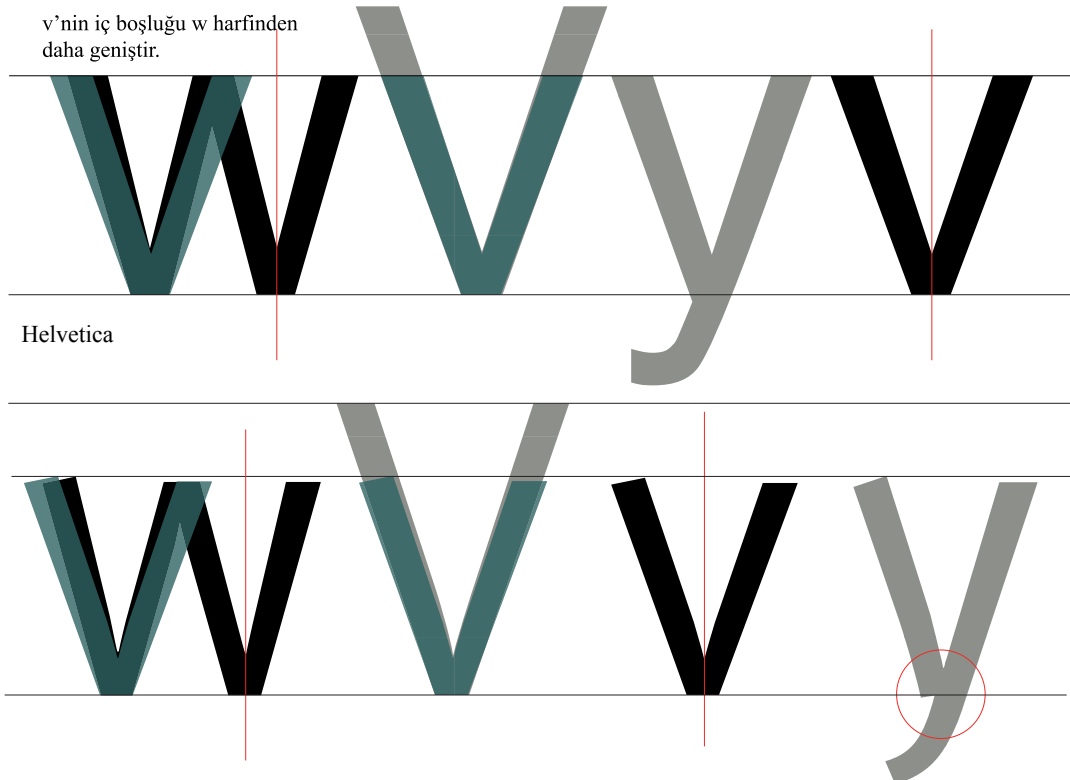 v’nin iç boşluğu w harfinden
daha geniştir.
w V y v
Helvetica
w V v y